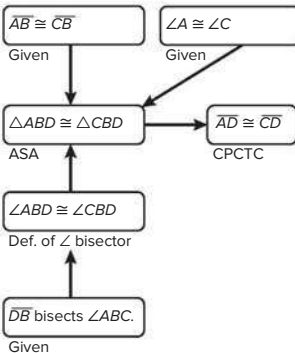 AB ≅ CB
Given
∠A ≅ ∠C
Given
△ABD ≅ △CBD
ASA
AD ≅ CD
CPCTC
∠ABD ≅ ∠CBD
Def. of ∠ bisector
DB bisects ∠ABC.
Given